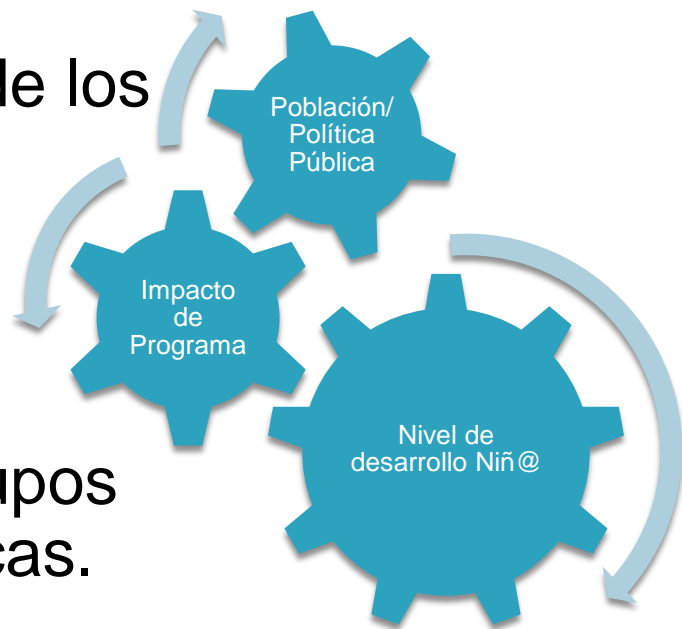 de los
Población/
Política
Pública
Impacto
de
Programa
Nivel de
desarrollo Niñ@
upos
cas.